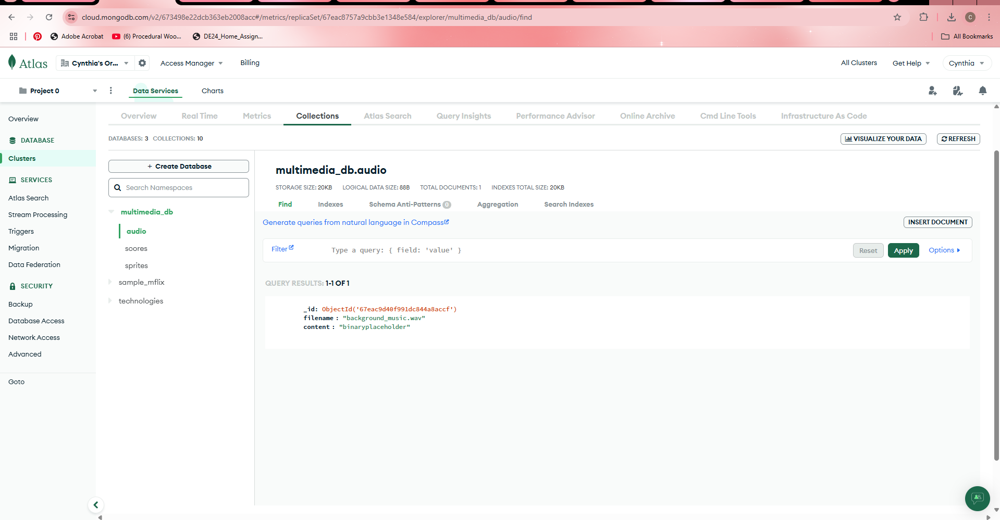 cloud.mongodb.com/v2/673498e22dcb363eb2008acc#/metrics/replicaSet/67eac8757a9cbb3e1348e584/explorer/multimedia_db/audio/find
C
Adobe Acrobat
(6) Procedural Woo...
DE24_Home_Assign...
All Bookmarks
Atlas
Cynthia's Or...
Access Manager
Billing
All Clusters
Get Help
Cynthia
Project 0
Data Services
Charts
Overview
DATABASE
Clusters
SERVICES
Atlas Search
Stream Processing
Triggers
Migration
Data Federation
SECURITY
Backup
Database Access
Network Access
Advanced
Goto
Overview
Real Time
Metrics
Collections
Atlas Search
Query Insights
Performance Advisor
Online Archive
Cmd Line Tools
Infrastructure As Code
DATABASES: 3 COLLECTIONS: 10
VISUALIZE YOUR DATA
REFRESH
+ Create Database
Search Namespaces
multimedia_db
audio
scores
sprites
sample_mflix
technologies
multimedia_db.audio
STORAGE SIZE: 20KB LOGICAL DATA SIZE: 88B TOTAL DOCUMENTS: 1 INDEXES TOTAL SIZE: 20KB
Find
Indexes
Schema Anti-Patterns 0
Aggregation
Search Indexes
Generate queries from natural language in Compass
INSERT DOCUMENT
Filter
Type a query: { field: 'value' }
Reset
Apply
Options
QUERY RESULTS: 1-1 OF 1
_id: ObjectId('67eac9d40f991dc844a8accf')
filename : "background_music.wav"
content : "binaryplaceholder"